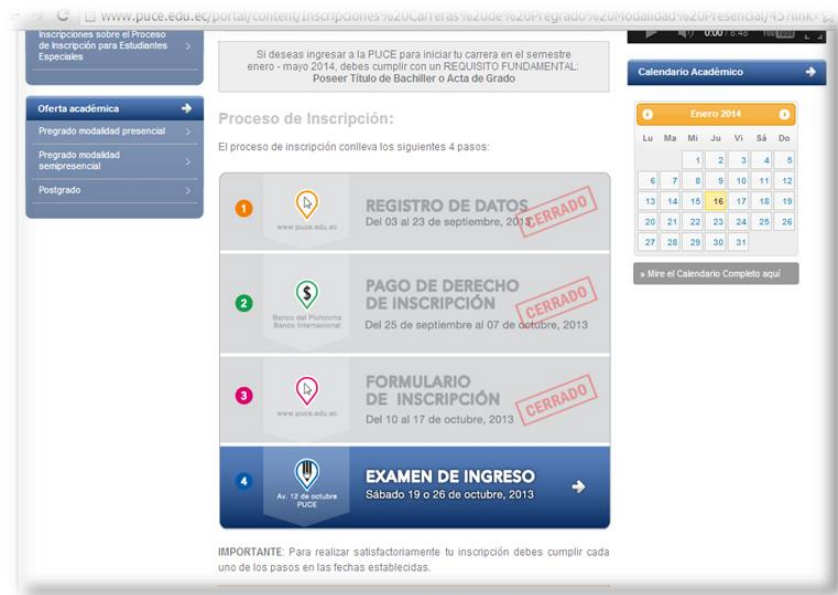 www.puce.edu.ec/portal/content/Inscripciones%20Carreras%20de%20Pregrado%20Modalidad%20Presencial/45?link=
Inscripciones sobre el Proceso
de Inscripción para Estudiantes
Especiales
Oferta académica
Pregrado modalidad presencial
Pregrado modalidad
semipresencial
Postgrado
Si deseas ingresar a la PUCE para iniciar tu carrera en el semestre
enero - mayo 2014, debes cumplir con un REQUISITO FUNDAMENTAL:
Poseer Título de Bachiller o Acta de Grado
Proceso de Inscripción:
El proceso de inscripción conlleva los siguientes 4 pasos:
1
www.puce.edu.ec
REGISTRO DE DATOS
Del 03 al 23 de septiembre, 2013
CERRADO
2
Banco del Pichincha
Banco Internacional
PAGO DE DERECHO
DE INSCRIPCIÓN
Del 25 de septiembre al 07 de octubre, 2013
CERRADO
3
www.puce.edu.ec
FORMULARIO
DE INSCRIPCIÓN
Del 10 al 17 de octubre, 2013
CERRADO
4
Av. 12 de octubre
PUCE
EXAMEN DE INGRESO
Sábado 19 o 26 de octubre, 2013
IMPORTANTE: Para realizar satisfactoriamente tu inscripción debes cumplir cada
uno de los pasos en las fechas establecidas.
0:00
Calendario Académico
Enero 2014
Lu Ma Mi Ju Vi Sá Do
1 2 3 4 5
6 7 8 9 10 11 12
13 14 15 16 17 18 19
20 21 22 23 24 25 26
27 28 29 30 31
» Mire el Calendario Completo aquí